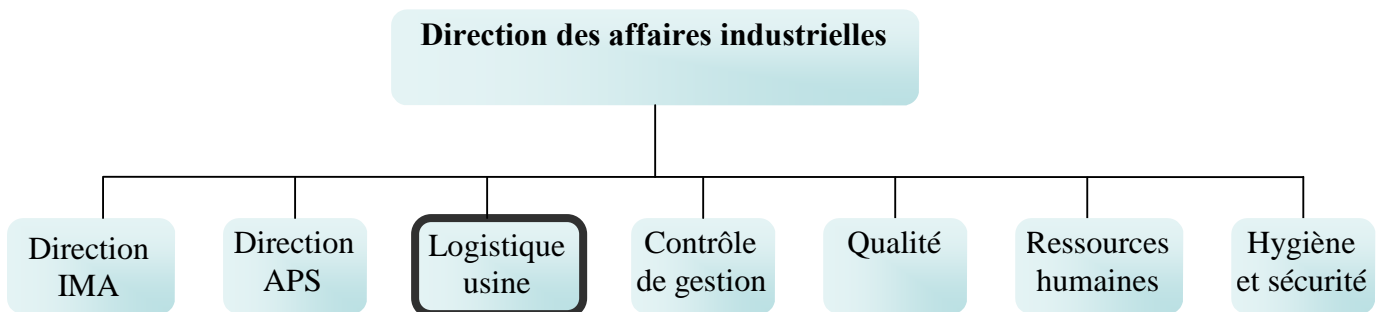 Direction des affaires industrielles
Direction
IMA
Direction
APS
Logistique
usine
Contrôle
de gestion
Qualité
Ressources
humaines
Hygiène
et sécurité